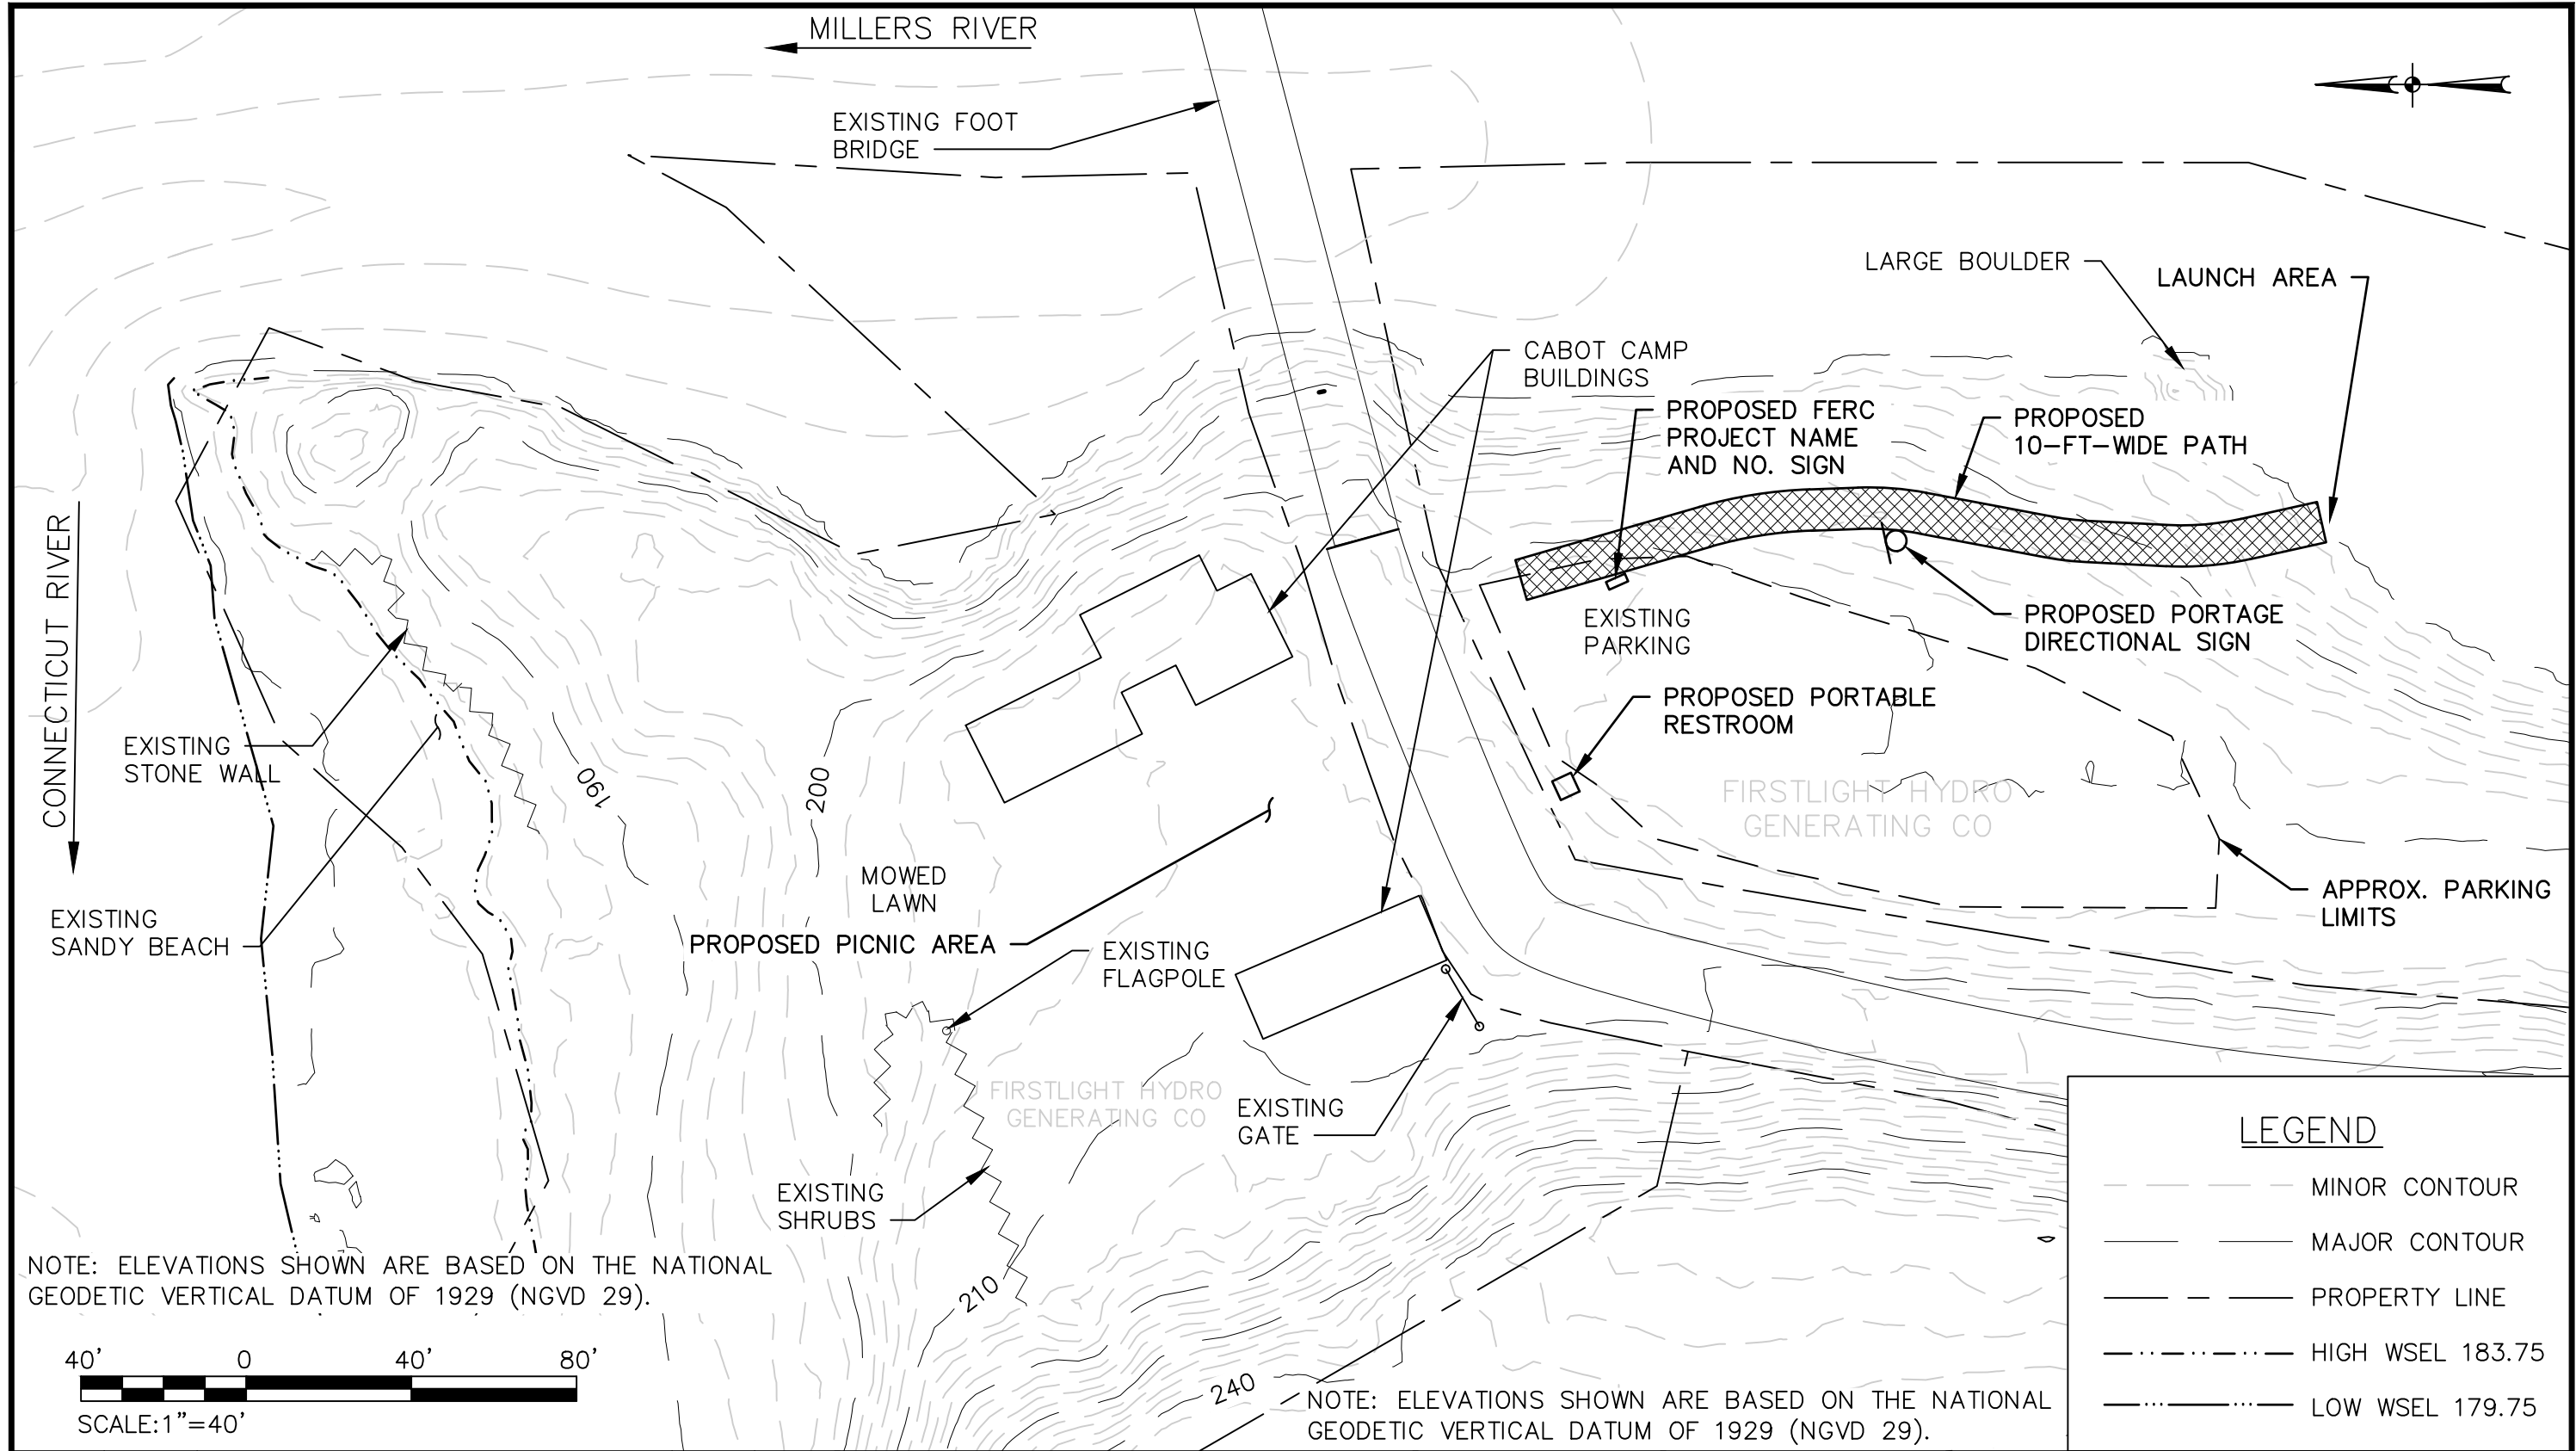 MILLERS RIVER
EXISTING FOOT
BRIDGE
LARGE BOULDER
LAUNCH AREA
CABOT CAMP
BUILDINGS
PROPOSED FERC
PROJECT NAME
AND NO. SIGN
PROPOSED
10-FT-WIDE PATH
CONNECTICUT RIVER
EXISTING
PARKING
PROPOSED PORTAGE
DIRECTIONAL SIGN
PROPOSED PORTABLE
RESTROOM
EXISTING
STONE WALL
190
200
FIRSTLIGHT HYDRO
GENERATING CO
MOWED
LAWN
APPROX. PARKING
LIMITS
EXISTING
SANDY BEACH
PROPOSED PICNIC AREA
EXISTING
FLAGPOLE
FIRSTLIGHT HYDRO
GENERATING CO
EXISTING
GATE
EXISTING
SHRUBS
210
240
NOTE: ELEVATIONS SHOWN ARE BASED ON THE NATIONAL
GEODETIC VERTICAL DATUM OF 1929 (NGVD 29).
40' 0 40' 80'
SCALE:1"=40'
NOTE: ELEVATIONS SHOWN ARE BASED ON THE NATIONAL
GEODETIC VERTICAL DATUM OF 1929 (NGVD 29).
LEGEND
MINOR CONTOUR
MAJOR CONTOUR
PROPERTY LINE
HIGH WSEL 183.75
LOW WSEL 179.75